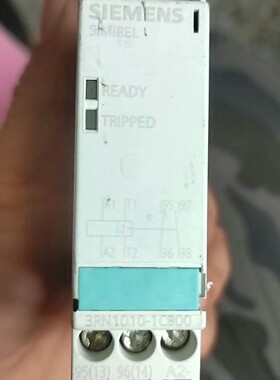 SIEMENS
SIMIREL
READY
TRIPPED
A1 T1 95 97
A2 T2 96 98
3RN1010-1CB00
95(13) 96(14) A2-